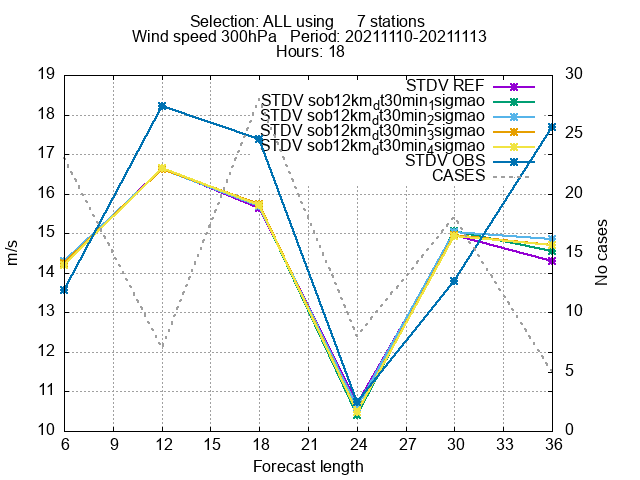 Selection: ALL using 7 stations
Wind speed 300hPa Period: 20211110-20211113
Hours: 18
19
18
17
16
15
14
13
12
11
10
m/s
STDV REF
STDV sob12km_dt30min_1sigmao
STDV sob12km_dt30min_2sigmao
STDV sob12km_dt30min_3sigmao
STDV sob12km_dt30min_4sigmao
STDV OBS
CASES
30
25
20
15
10
5
0
No cases
6 9 12 15 18 21 24 27 30 33 36
Forecast length